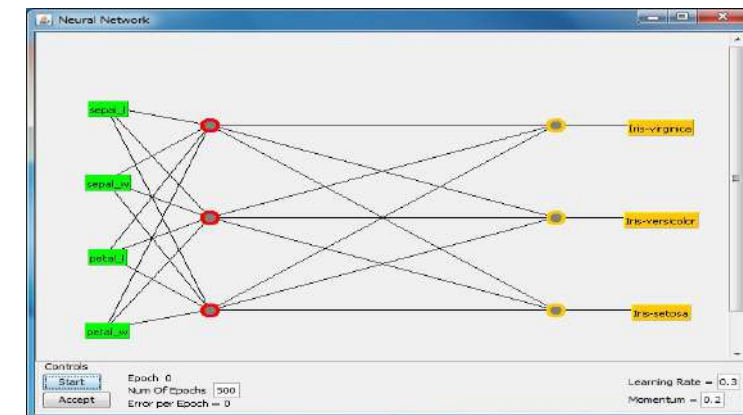 Neural Network
sepal_l
sepal_w
petal_l
petal_w
Iris-virginica
Iris-versicolor
Iris-setosa
Controls
Start
Accept
Epoch 0
Num Of Epochs 500
Error per Epoch = 0
Learning Rate = 0.3
Momentum = 0.2